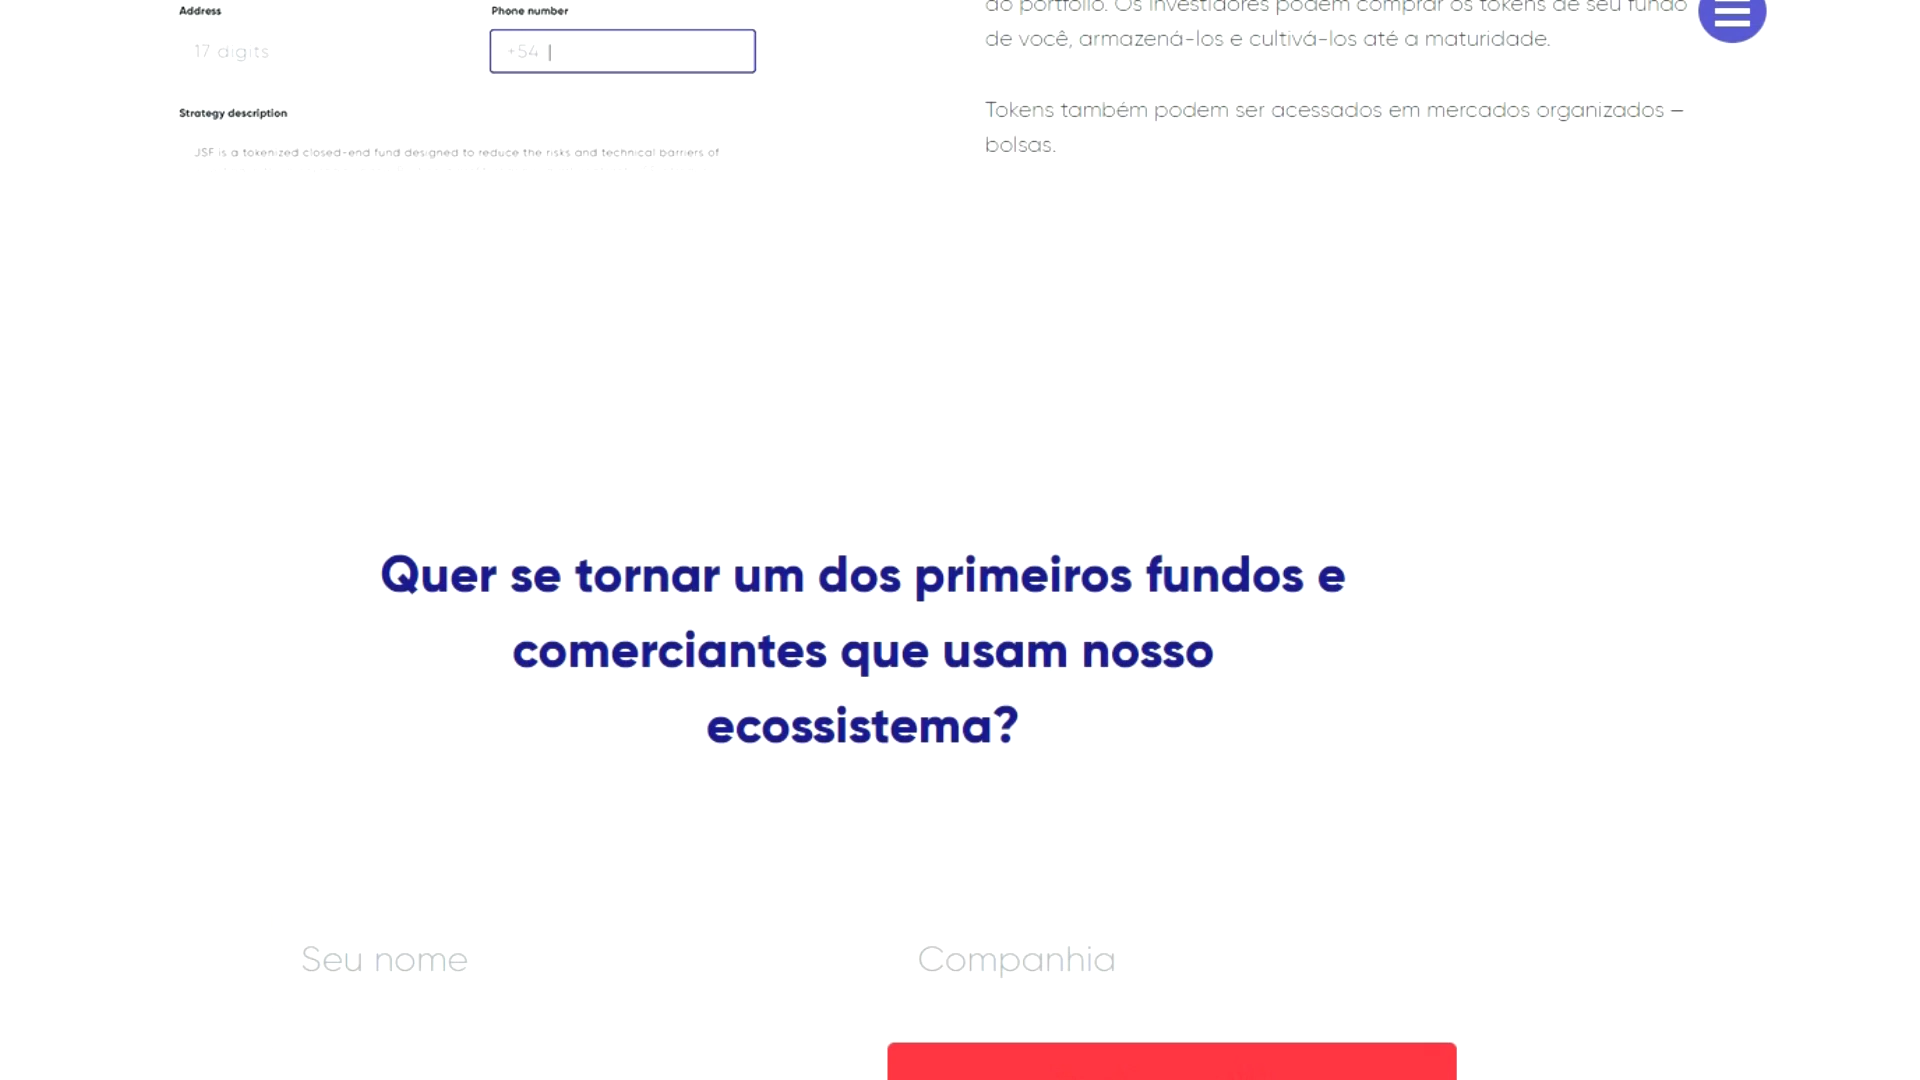 Address
Phone number
17 digits
+54
Strategy description
JSF is a tokenized closed-end fund designed to reduce the risks and technical barriers of
do portfólio. Os investidores podem comprar os tokens de seu fundo
de você, armazená-los e cultivá-los até a maturidade.
Tokens também podem ser acessados em mercados organizados –
bolsas.
Quer se tornar um dos primeiros fundos e
comerciantes que usam nosso
ecossistema?
Seu nome
Companhia